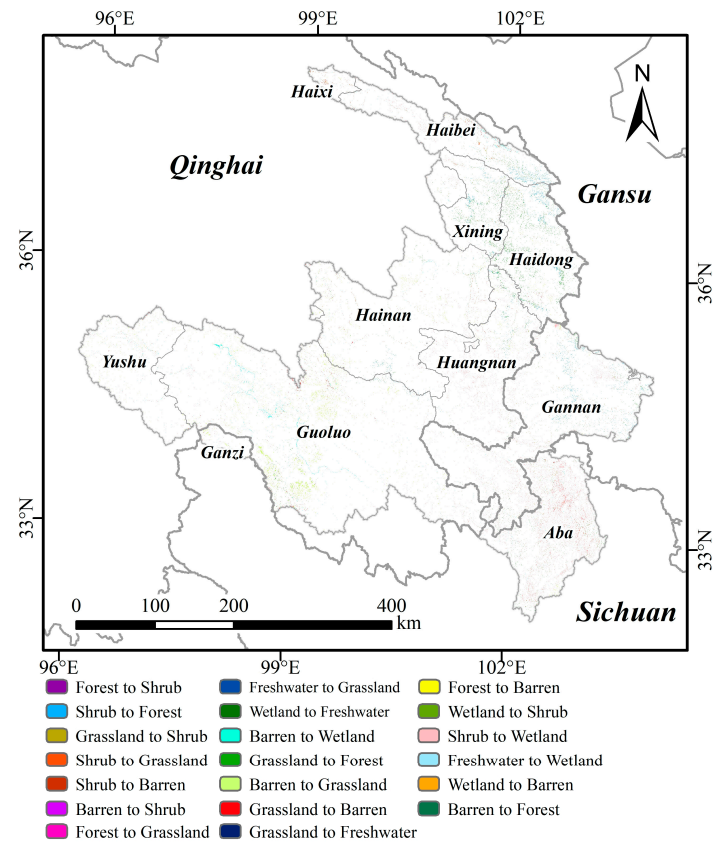 96°E 99°E 102°E
N
Haixi
Haibei
Qinghai
Gansu
Xining
36°N
Haidong
36°N
Hainan
Yushu
Huangnan
Gannan
Guoluo
Ganzi
33°N
Aba
33°N
0 100 200 400
km
Sichuan
96°E 99°E 102°E
Forest to Shrub Freshwater to Grassland Forest to Barren
Shrub to Forest Wetland to Freshwater Wetland to Shrub
Grassland to Shrub Barren to Wetland Shrub to Wetland
Shrub to Grassland Grassland to Forest Freshwater to Wetland
Shrub to Barren Barren to Grassland Wetland to Barren
Barren to Shrub Grassland to Barren Barren to Forest
Forest to Grassland Grassland to Freshwater